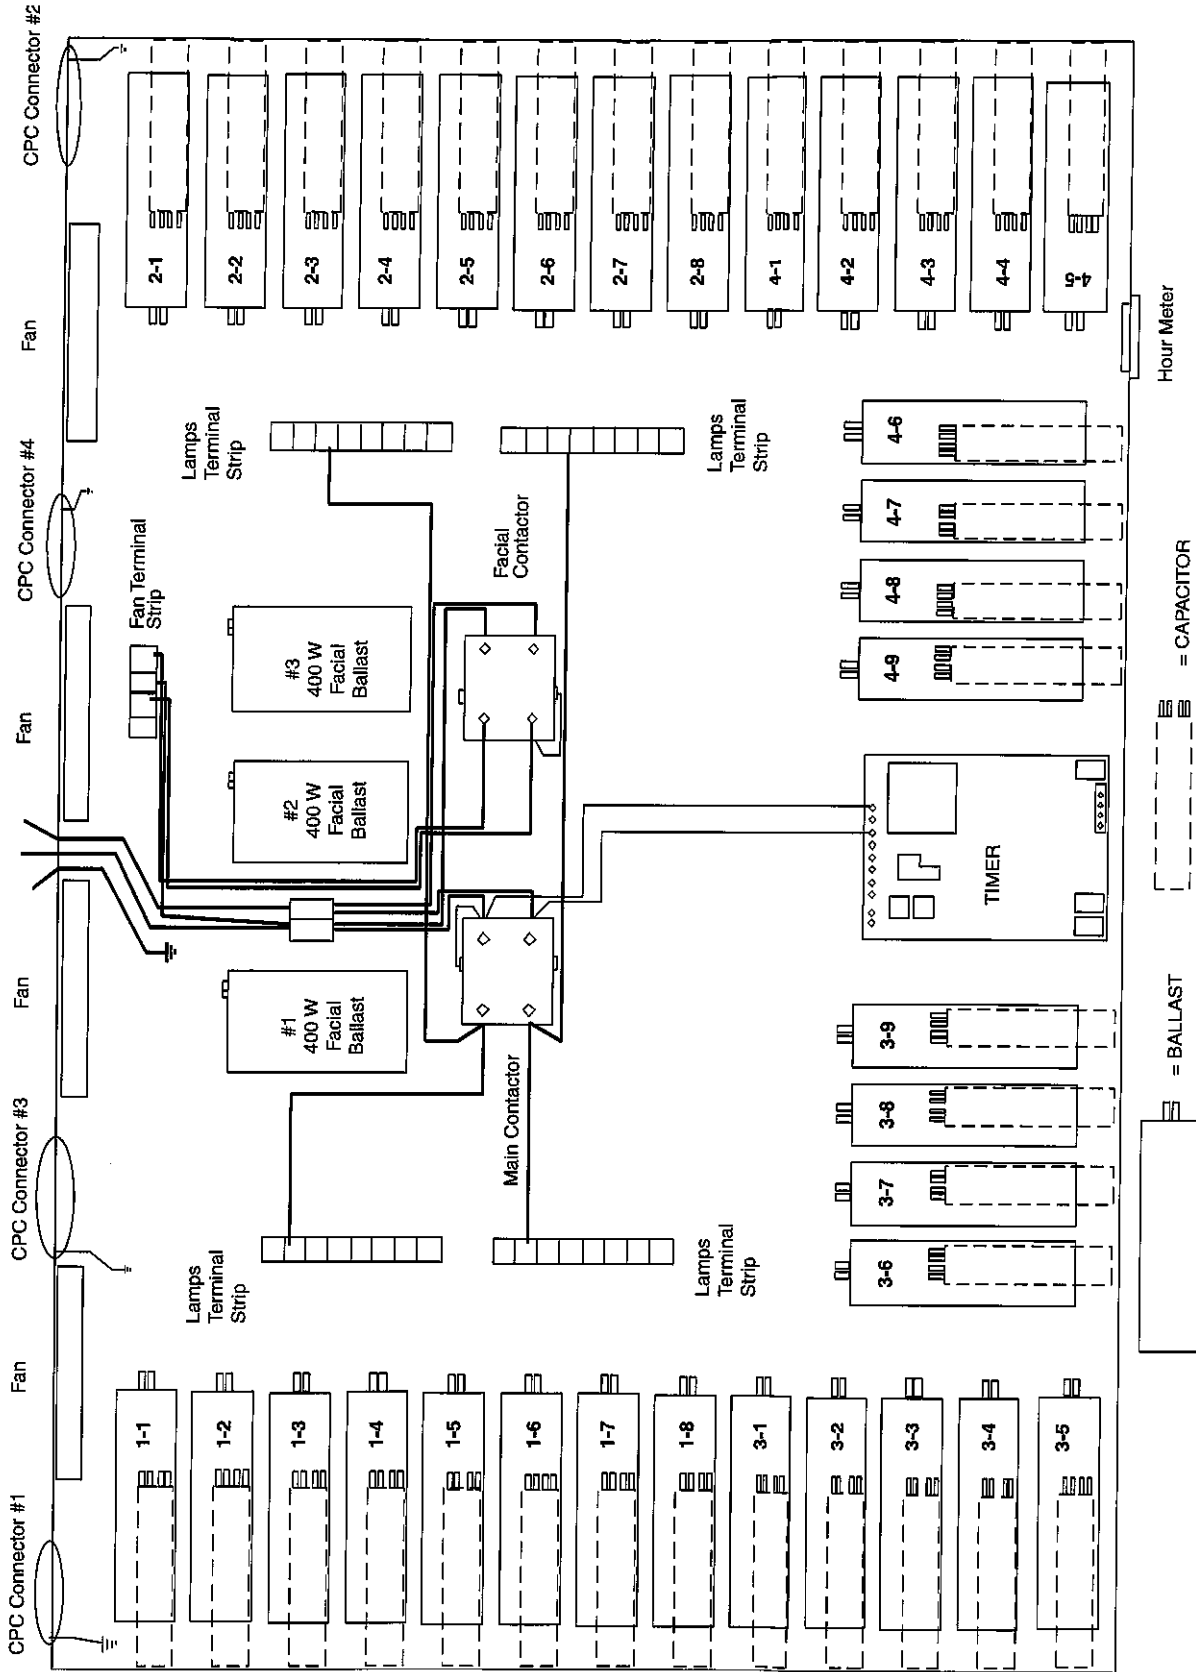 CPC Connector #1
Fan
CPC Connector #3
Fan
Fan
CPC Connector #4
Fan
CPC Connector #2
1-1
1-2
1-3
1-4
1-5
1-6
1-7
1-8
3-1
3-2
3-3
3-4
3-5
Lamps
Terminal
Strip
Lamps
Terminal
Strip
#1
400 W
Facial
Ballast
#2
400 W
Facial
Ballast
#3
400 W
Facial
Ballast
Fan Terminal
Strip
Main Contactor
Facial
Contactor
Lamps
Terminal
Strip
Lamps
Terminal
Strip
2-1
2-2
2-3
2-4
2-5
2-6
2-7
2-8
4-1
4-2
4-3
4-4
4-5
3-6
3-7
3-8
3-9
TIMER
4-9
4-8
4-7
4-6
Hour Meter
= BALLAST
= CAPACITOR